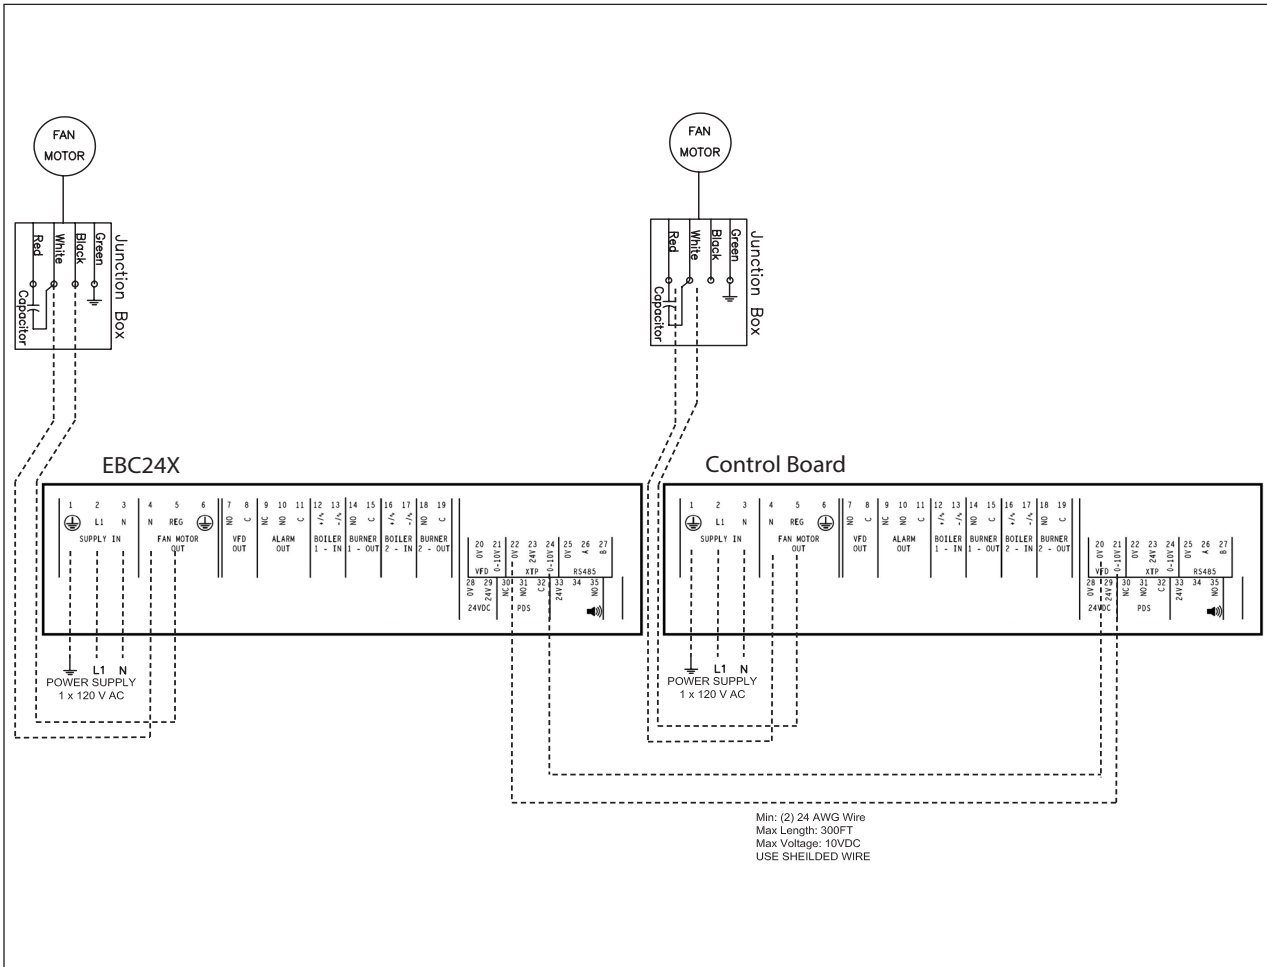 FAN
MOTOR
FAN
MOTOR
Red
White
Black
Green
Capacitor
Junction Box
Red
White
Black
Green
Capacitor
Junction Box
EBC24X
Control Board
1 2 3 4 5 6 7 8 9 10 11 12 13 14 15 16 17 18 19
L1 N N REG NO C NC NO C +/∿ -/∿ NO C +/∿ -/∿ NO C
SUPPLY IN FAN MOTOR VFD ALARM BOILER BURNER BOILER BURNER
OUT OUT OUT 1 - IN 1 - OUT 2 - IN 2 - OUT
20 21 22 23 24 25 26 27
0V 0-10V 0V 24V 0-10V 0V A B
VFD XTP RS485
28 29 30 31 32 33 34 35
0V 24V NC NO C 24V NO
24VDC PDS
1 2 3 4 5 6 7 8 9 10 11 12 13 14 15 16 17 18 19
L1 N N REG NO C NC NO C +/∿ -/∿ NO C +/∿ -/∿ NO C
SUPPLY IN FAN MOTOR VFD ALARM BOILER BURNER BOILER BURNER
OUT OUT OUT 1 - IN 1 - OUT 2 - IN 2 - OUT
20 21 22 23 24 25 26 27
0V 0-10V 0V 24V 0-10V 0V A B
VFD XTP RS485
28 29 30 31 32 33 34 35
0V 24V NC NO C 24V NO
24VDC PDS
L1 N
POWER SUPPLY
1 x 120 V AC
L1 N
POWER SUPPLY
1 x 120 V AC
Min: (2) 24 AWG Wire
Max Length: 300FT
Max Voltage: 10VDC
USE SHEILDED WIRE